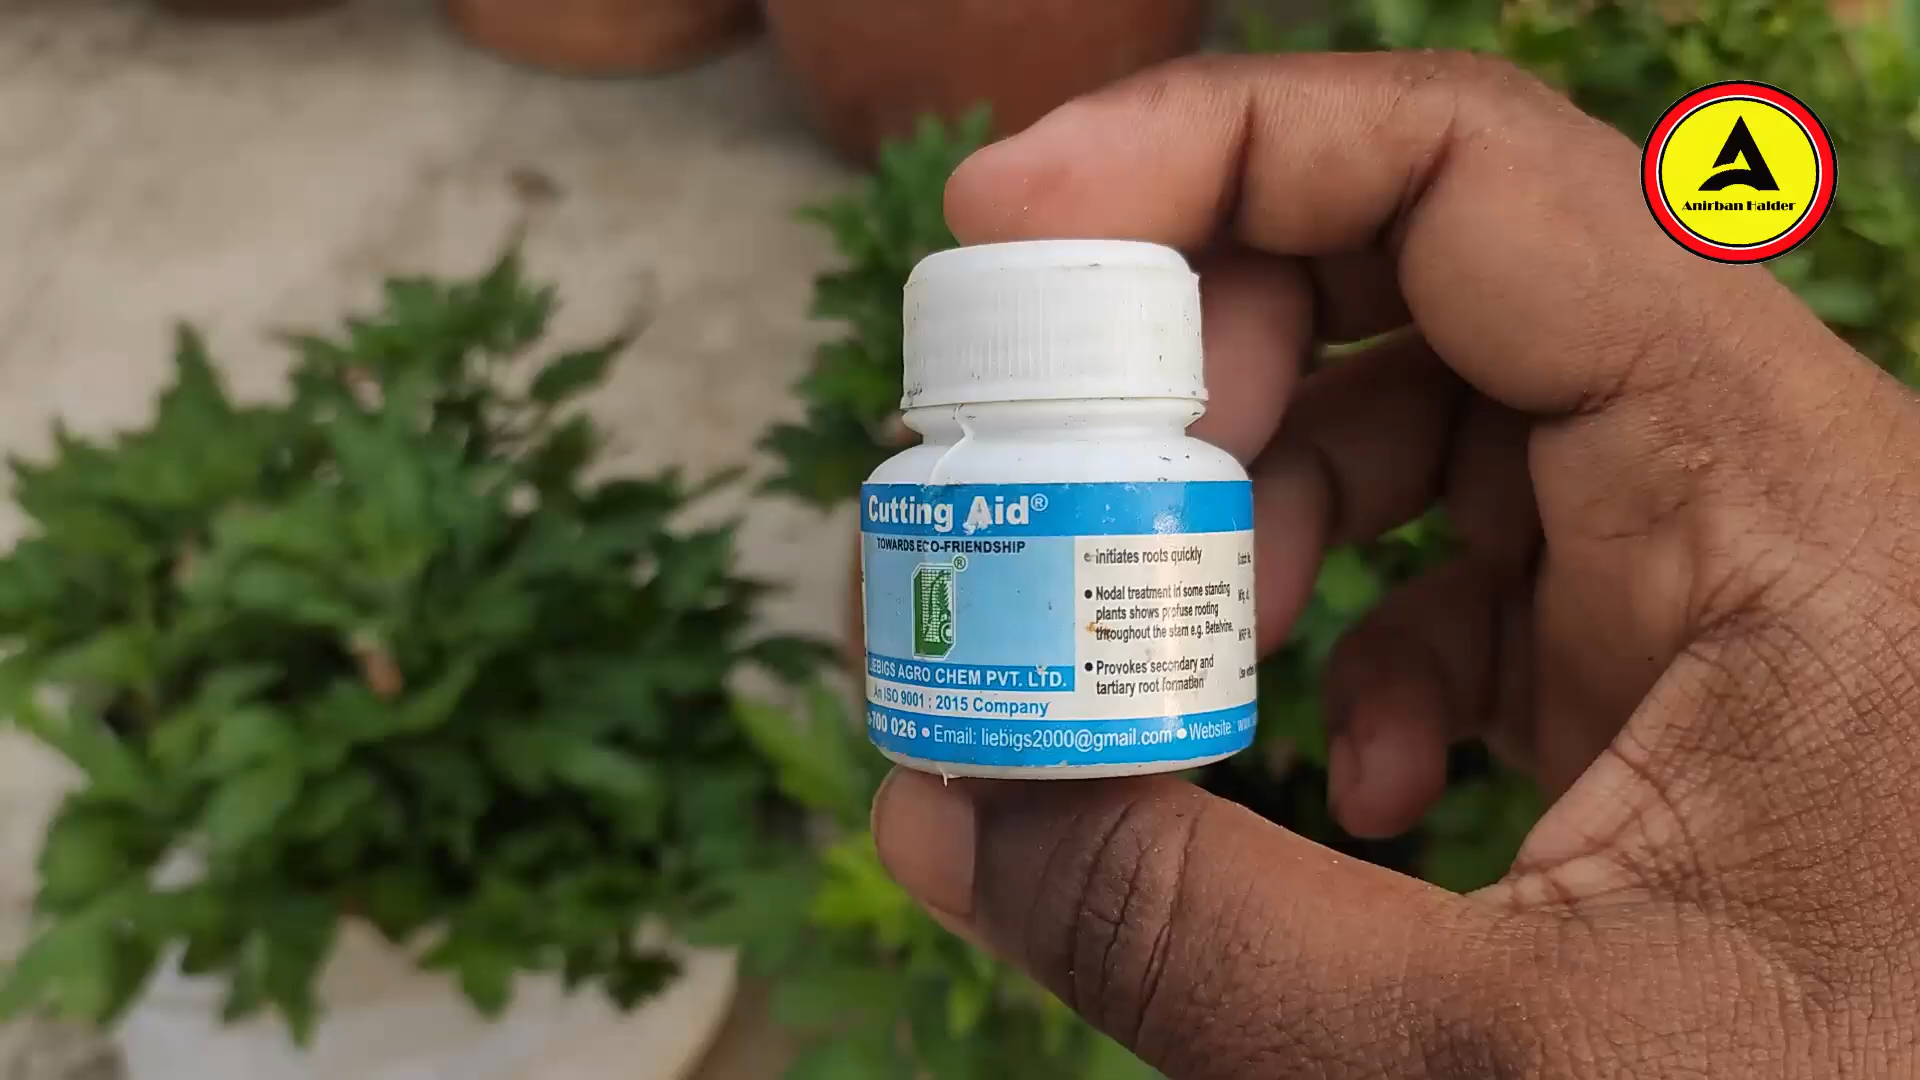 Anirban Halder
Cutting Aid®
TOWARDS ECO-FRIENDSHIP
®
LIEBIGS AGRO CHEM PVT. LTD.
An ISO 9001 : 2015 Company
initiates roots quickly
• Nodal treatment in some standing
plants shows profuse rooting
throughout the stem e.g. Betelvine.
• Provokes secondary and
tartiary root formation
700 026 • Email: liebigs2000@gmail.com • Website